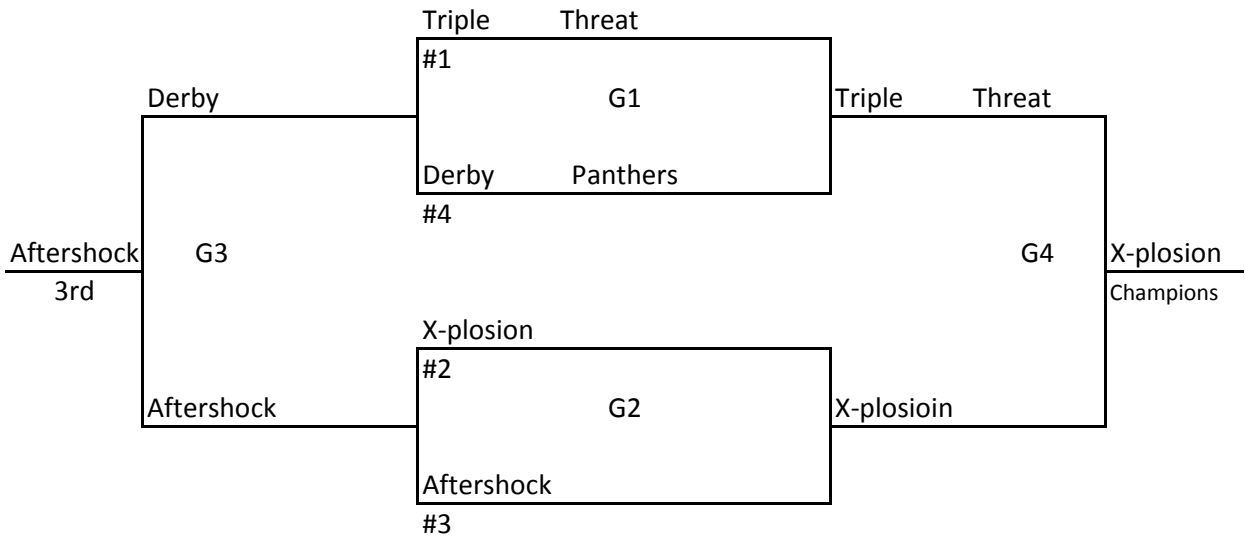 Triple Threat
#1
Derby G1 Triple Threat
Derby Panthers
#4
Aftershock G3 G4 X-plosion
3rd Champions
X-plosion
#2
Aftershock G2 X-plosioin
Aftershock
#3